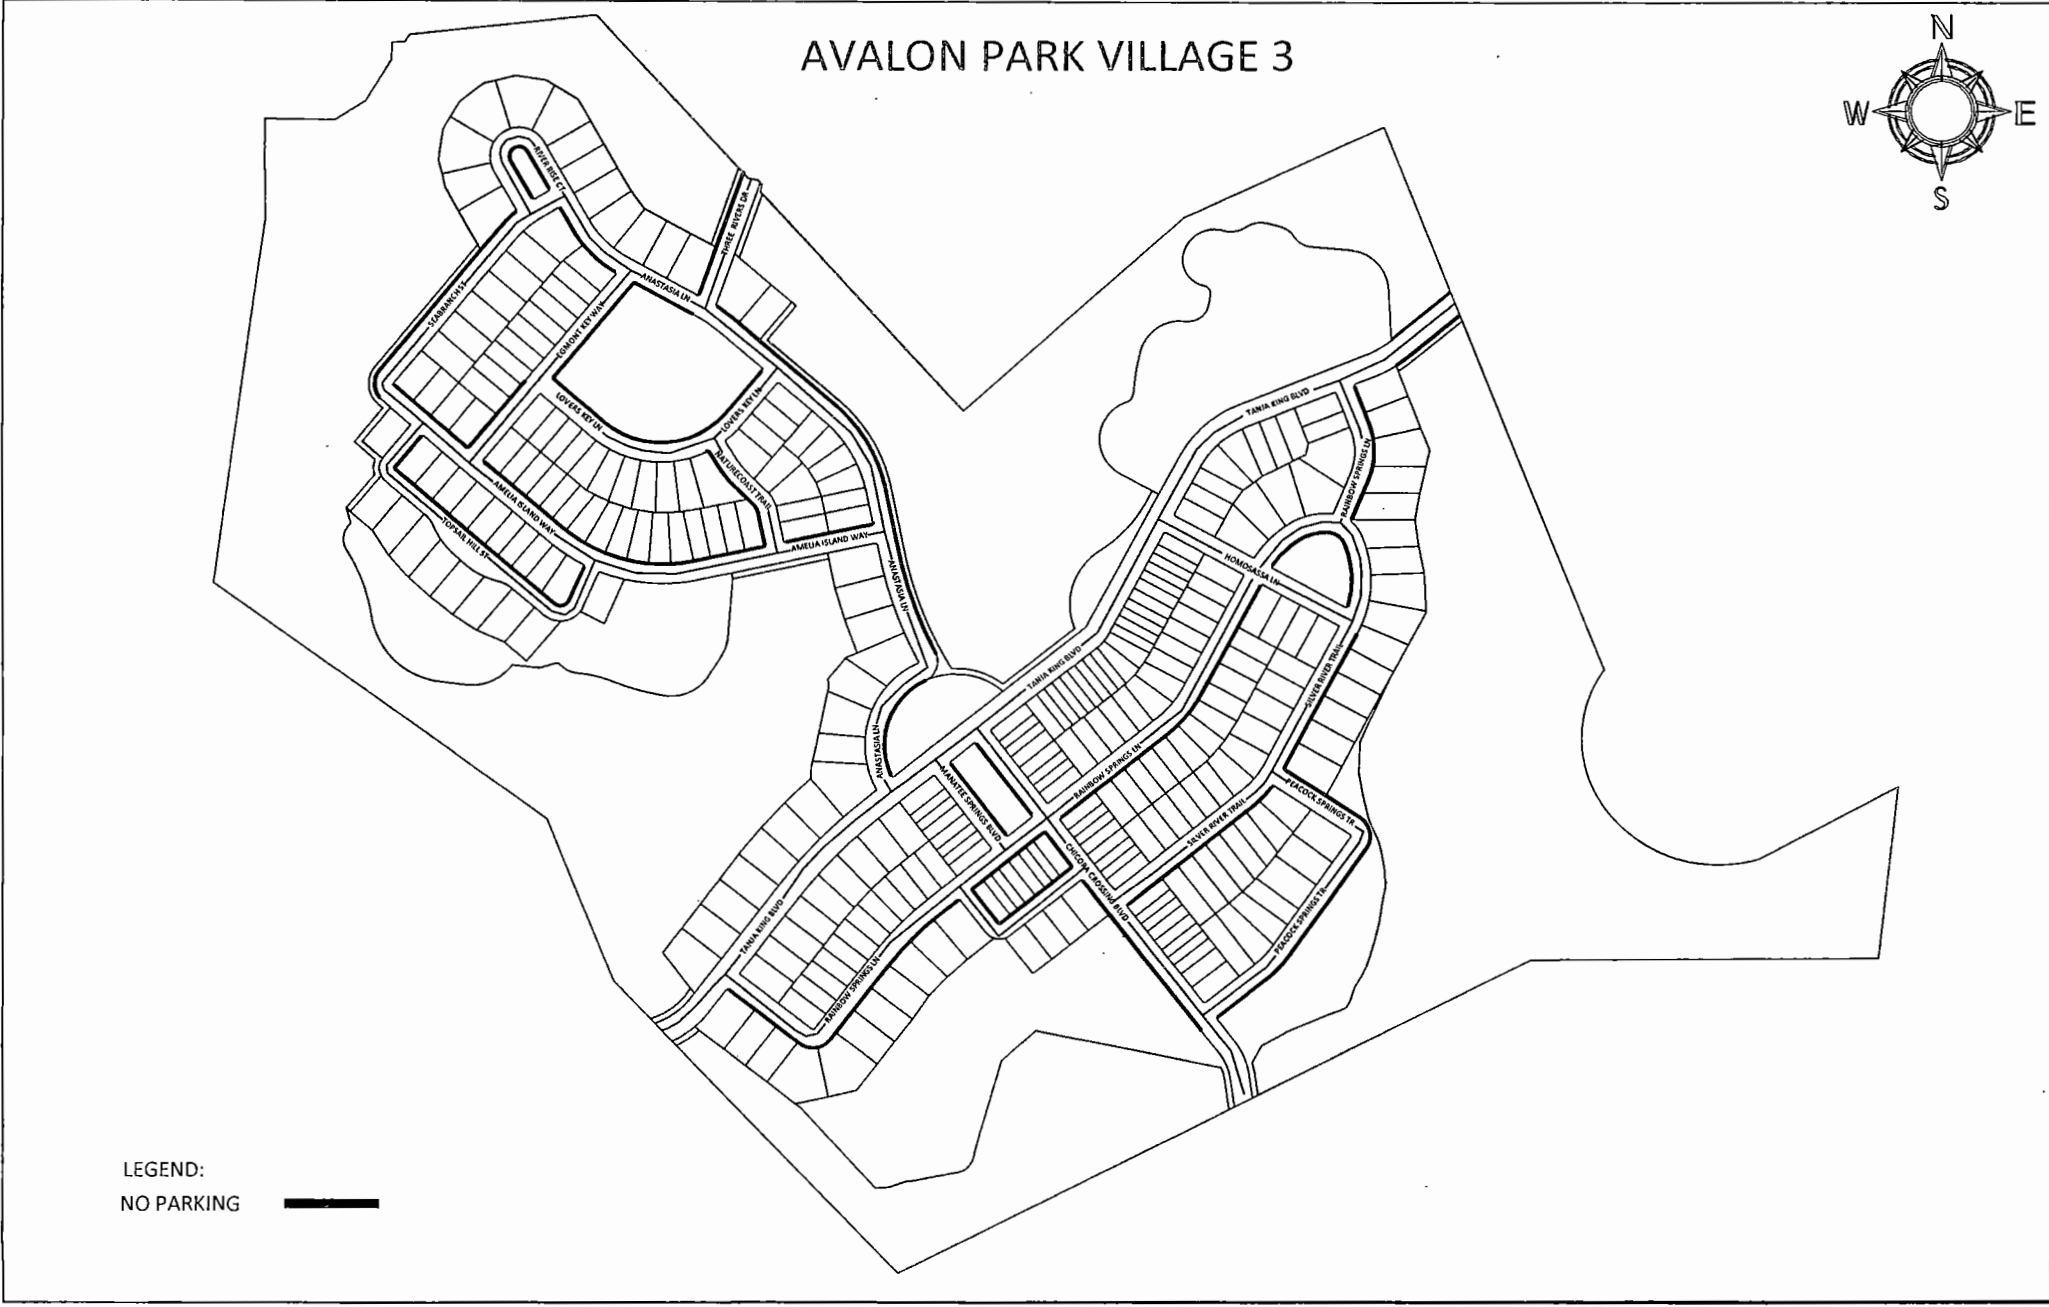 AVALON PARK VILLAGE 3
N
W
E
S
RIVER RISE CT
THREE RIVERS DR
ANASTASIA LN
SEABRANCH ST
EGMONT KEY WAY
LOVERS KEY LN
LOVERS KEY LN
NATURECOAST TRAIL
AMELIA ISLAND WAY
TOPSAIL HILL ST
AMELIA ISLAND WAY
ANASTASIA LN
ANASTASIA LN
TANJA KING BLVD
RAINBOW SPRINGS LN
HOMOSASSA LN
TANJA KING BLVD
SILVER RIVER TRAIL
RAINBOW SPRINGS LN
MANATEE SPRINGS BLVD
PEACOCK SPRINGS TR
SILVER RIVER TRAIL
CHICORA CROSSING BLVD
TANJA KING BLVD
PEACOCK SPRINGS TR
RAINBOW SPRINGS LN
LEGEND:
NO PARKING